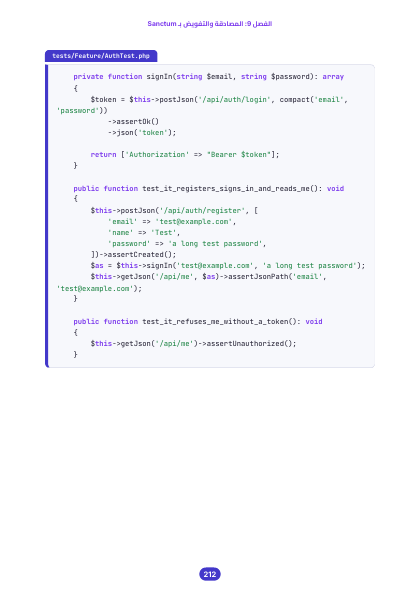 الفصل 9: المصادقة والتفويض بـ Sanctum
tests/Feature/AuthTest.php
    private function signIn(string $email, string $password): array
    {
        $token = $this->postJson('/api/auth/login', compact('email',
'password'))
            ->assertOk()
            ->json('token');

        return ['Authorization' => "Bearer $token"];
    }

    public function test_it_registers_signs_in_and_reads_me(): void
    {
        $this->postJson('/api/auth/register', [
            'email' => 'test@example.com',
            'name' => 'Test',
            'password' => 'a long test password',
        ])->assertCreated();
        $as = $this->signIn('test@example.com', 'a long test password');
        $this->getJson('/api/me', $as)->assertJsonPath('email',
'test@example.com');
    }

    public function test_it_refuses_me_without_a_token(): void
    {
        $this->getJson('/api/me')->assertUnauthorized();
    }
212